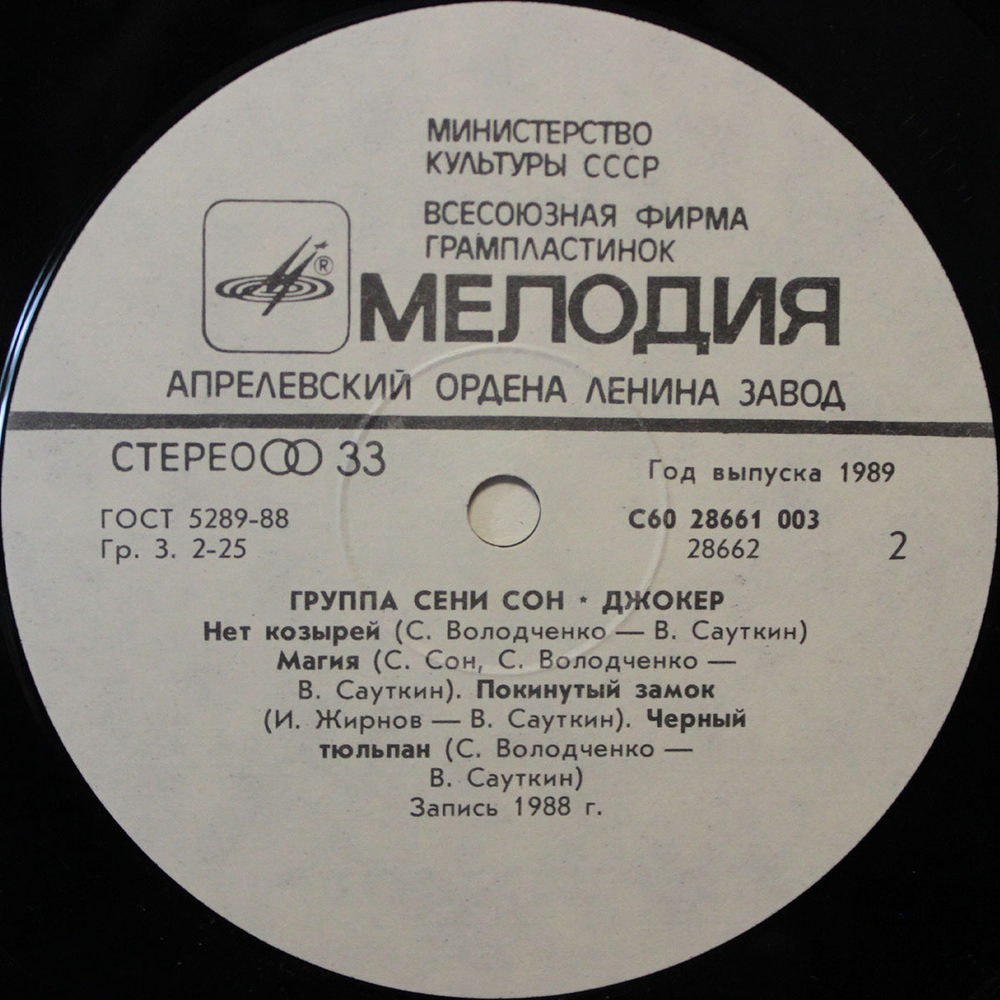 МИНИСТЕРСТВО
КУЛЬТУРЫ СССР
ВСЕСОЮЗНАЯ ФИРМА
ГРАМПЛАСТИНОК
®
МЕЛОДИЯ
АПРЕЛЕВСКИЙ ОРДЕНА ЛЕНИНА ЗАВОД
СТЕРЕО 33
Год выпуска 1989
ГОСТ 5289-88
С60 28661 003
Гр. 3. 2-25
28662
2
ГРУППА СЕНИ СОН * ДЖОКЕР
Нет козырей (С. Володченко — В. Сауткин)
Магия (С. Сон, С. Володченко —
В. Сауткин). Покинутый замок
(И. Жирнов — В. Сауткин). Черный
тюльпан (С. Володченко —
В. Сауткин)
Запись 1988 г.